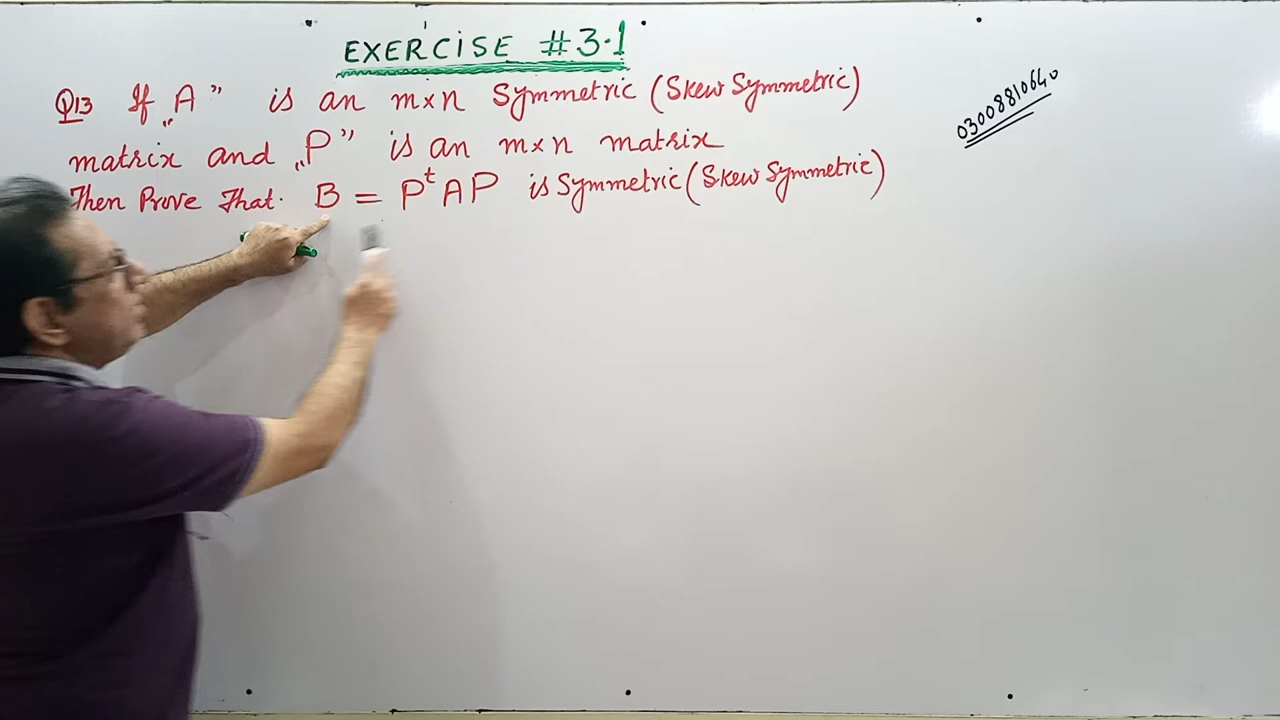 EXERCISE #3.1
Q13 If „A” is an m×n Symmetric (Skew Symmetric)
matrix and „P” is an m×n matrix
Then Prove That. B = PᵗAP is Symmetric (Skew Symmetric)
03008810640